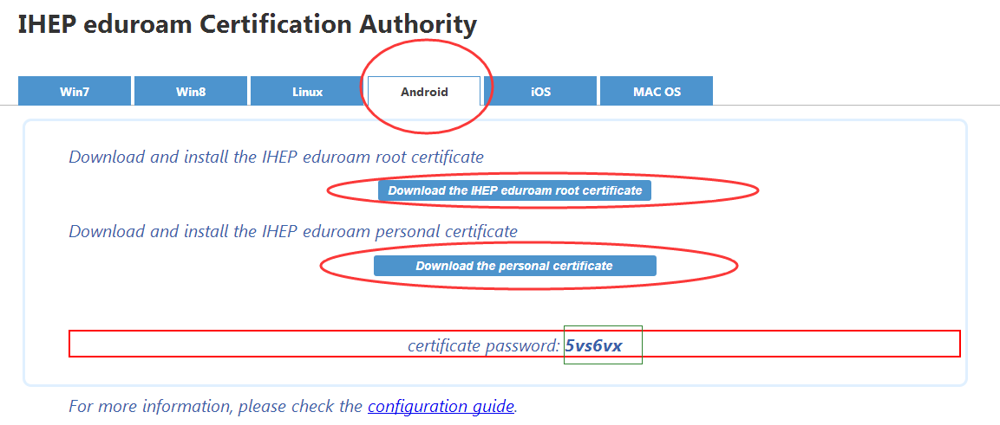 IHEP eduroam Certification Authority
Win7 Win8 Linux Android iOS MAC OS
Download and install the IHEP eduroam root certificate
Download the IHEP eduroam root certificate
Download and install the IHEP eduroam personal certificate
Download the personal certificate
certificate password: 5vs6vx
For more information, please check the configuration guide.